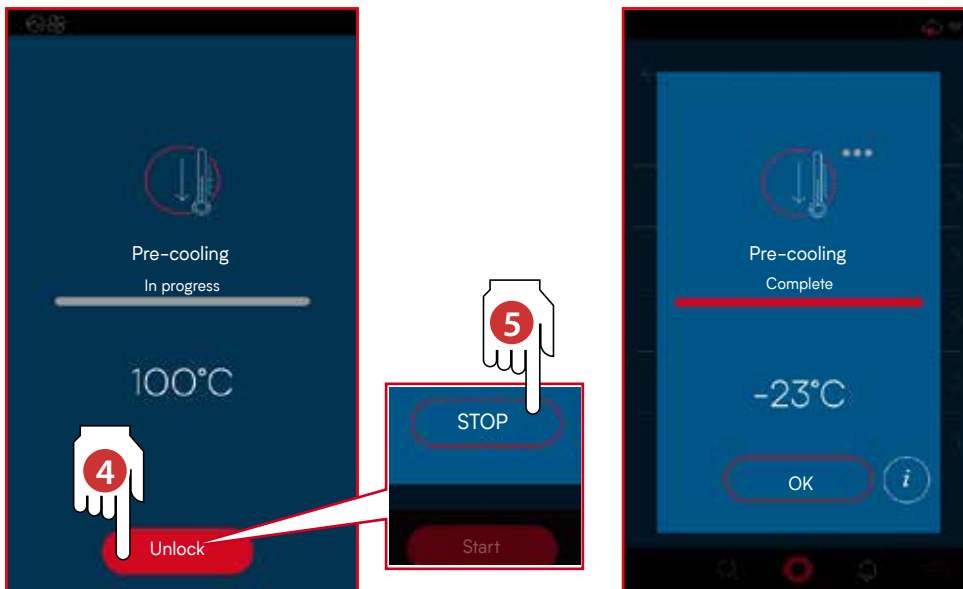 Pre-cooling
In progress
100°C
4
Unlock
5
STOP
Start
Pre-cooling
Complete
-23°C
OK
i